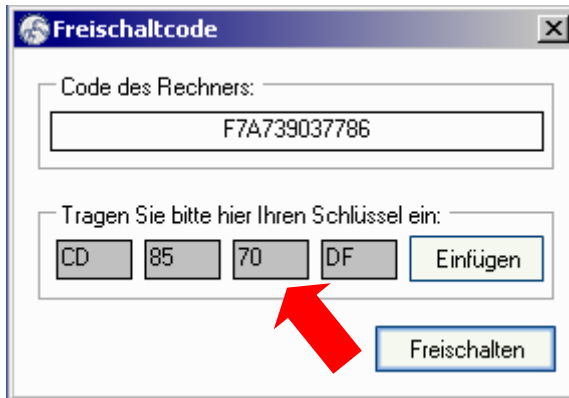 Freischaltcode
Code des Rechners:
F7A739037786
Tragen Sie bitte hier Ihren Schlüssel ein:
CD 85 70 DF Einfügen
Freischalten